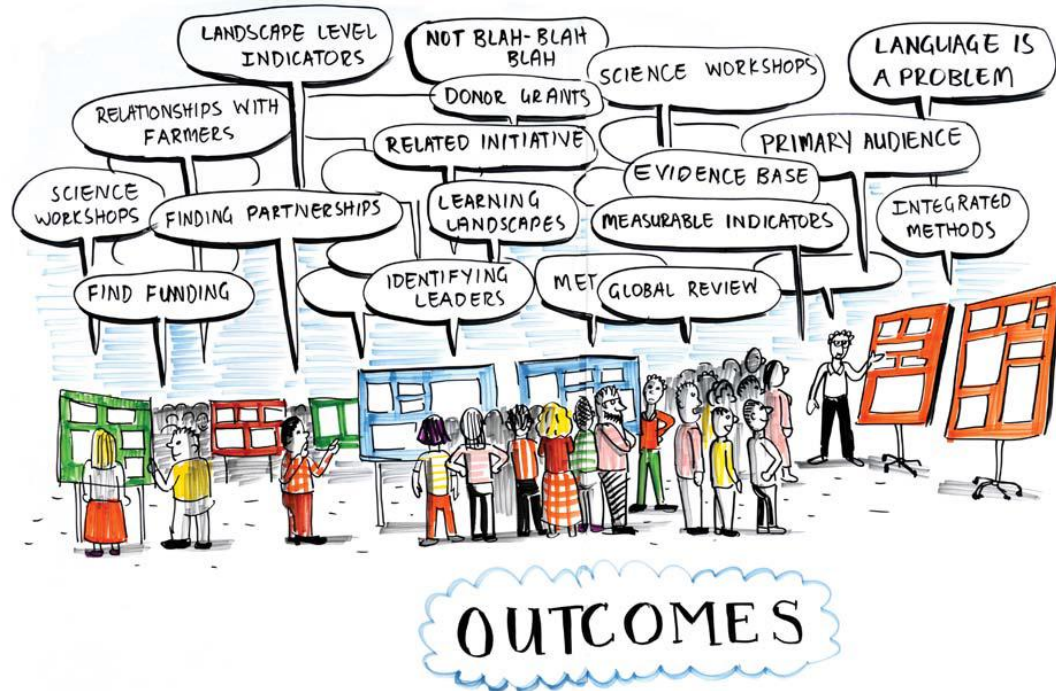 LANDSCAPE LEVEL
INDICATORS
NOT BLAH-BLAH
BLAH
SCIENCE WORKSHOPS
LANGUAGE IS
A PROBLEM
RELATIONSHIPS WITH
FARMERS
DONOR GRANTS
RELATED INITIATIVE
PRIMARY AUDIENCE
SCIENCE
WORKSHOPS
FINDING PARTNERSHIPS
LEARNING
LANDSCAPES
EVIDENCE BASE
MEASURABLE INDICATORS
INTEGRATED
METHODS
FIND FUNDING
IDENTIFYING
LEADERS
MET
GLOBAL REVIEW
OUTCOMES